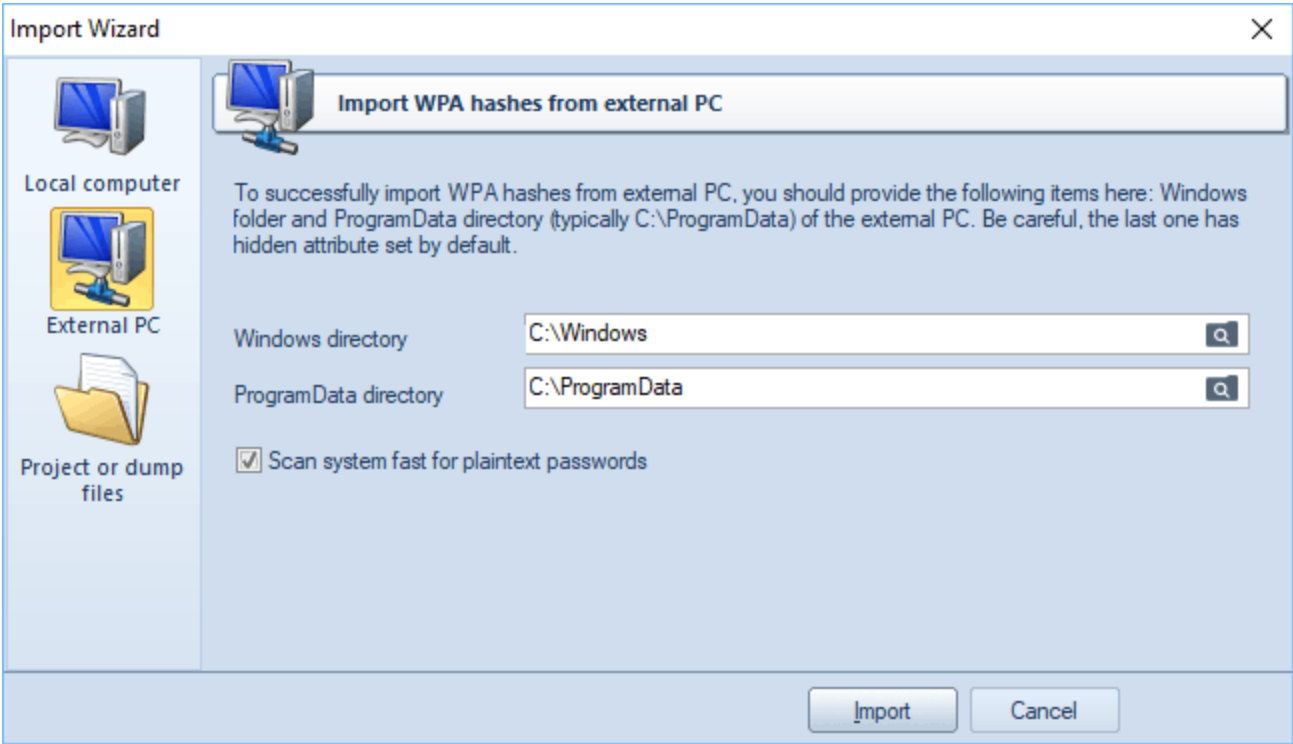 Import Wizard
Import WPA hashes from external PC
Local computer
External PC
Project or dump
files
To successfully import WPA hashes from external PC, you should provide the following items here: Windows
folder and ProgramData directory (typically C:\ProgramData) of the external PC. Be careful, the last one has
hidden attribute set by default.
Windows directory
C:\Windows
ProgramData directory
C:\ProgramData
Scan system fast for plaintext passwords
Import
Cancel